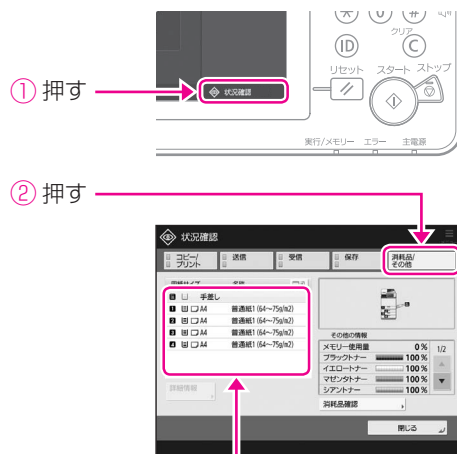 クリア
ID
C
リセット スタート ストップ
① 押す
状況確認
実行/メモリー エラー 主電源
② 押す
状況確認
コピー/プリント 送信 受信 保存 消耗品/その他
手差し
1 A4 普通紙1 (64～75g/m2)
2 A4 普通紙1 (64～75g/m2)
3 A4 普通紙1 (64～75g/m2)
4 A4 普通紙1 (64～75g/m2)
詳細情報
その他の情報
メモリー使用量 0%
ブラックトナー 100%
イエロートナー 100%
マゼンタトナー 100%
シアントナー 100%
1/2
消耗品確認
閉じる